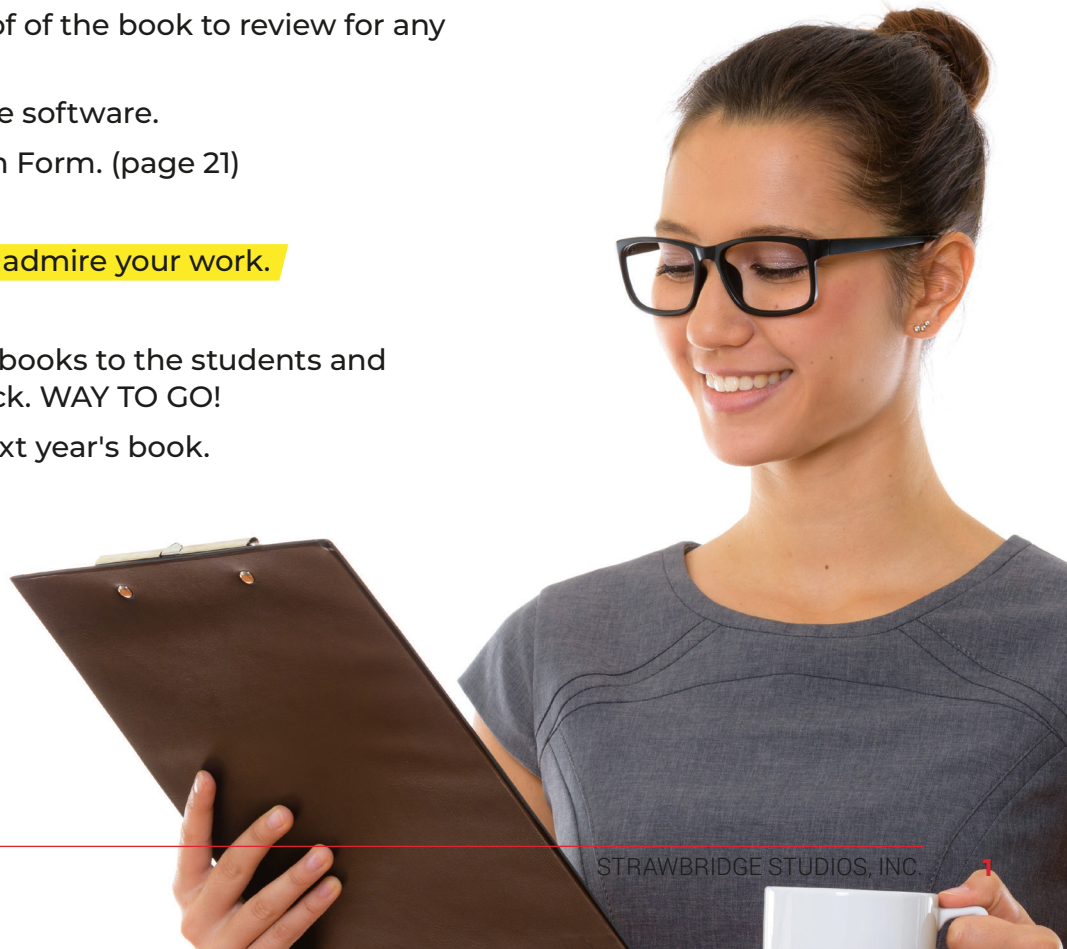 of of the book to review for any
e software.
n Form. (page 21)
admire your work.
books to the students and
ck. WAY TO GO!
xt year's book.
STRAWBRIDGE STUDIOS, INC. 1